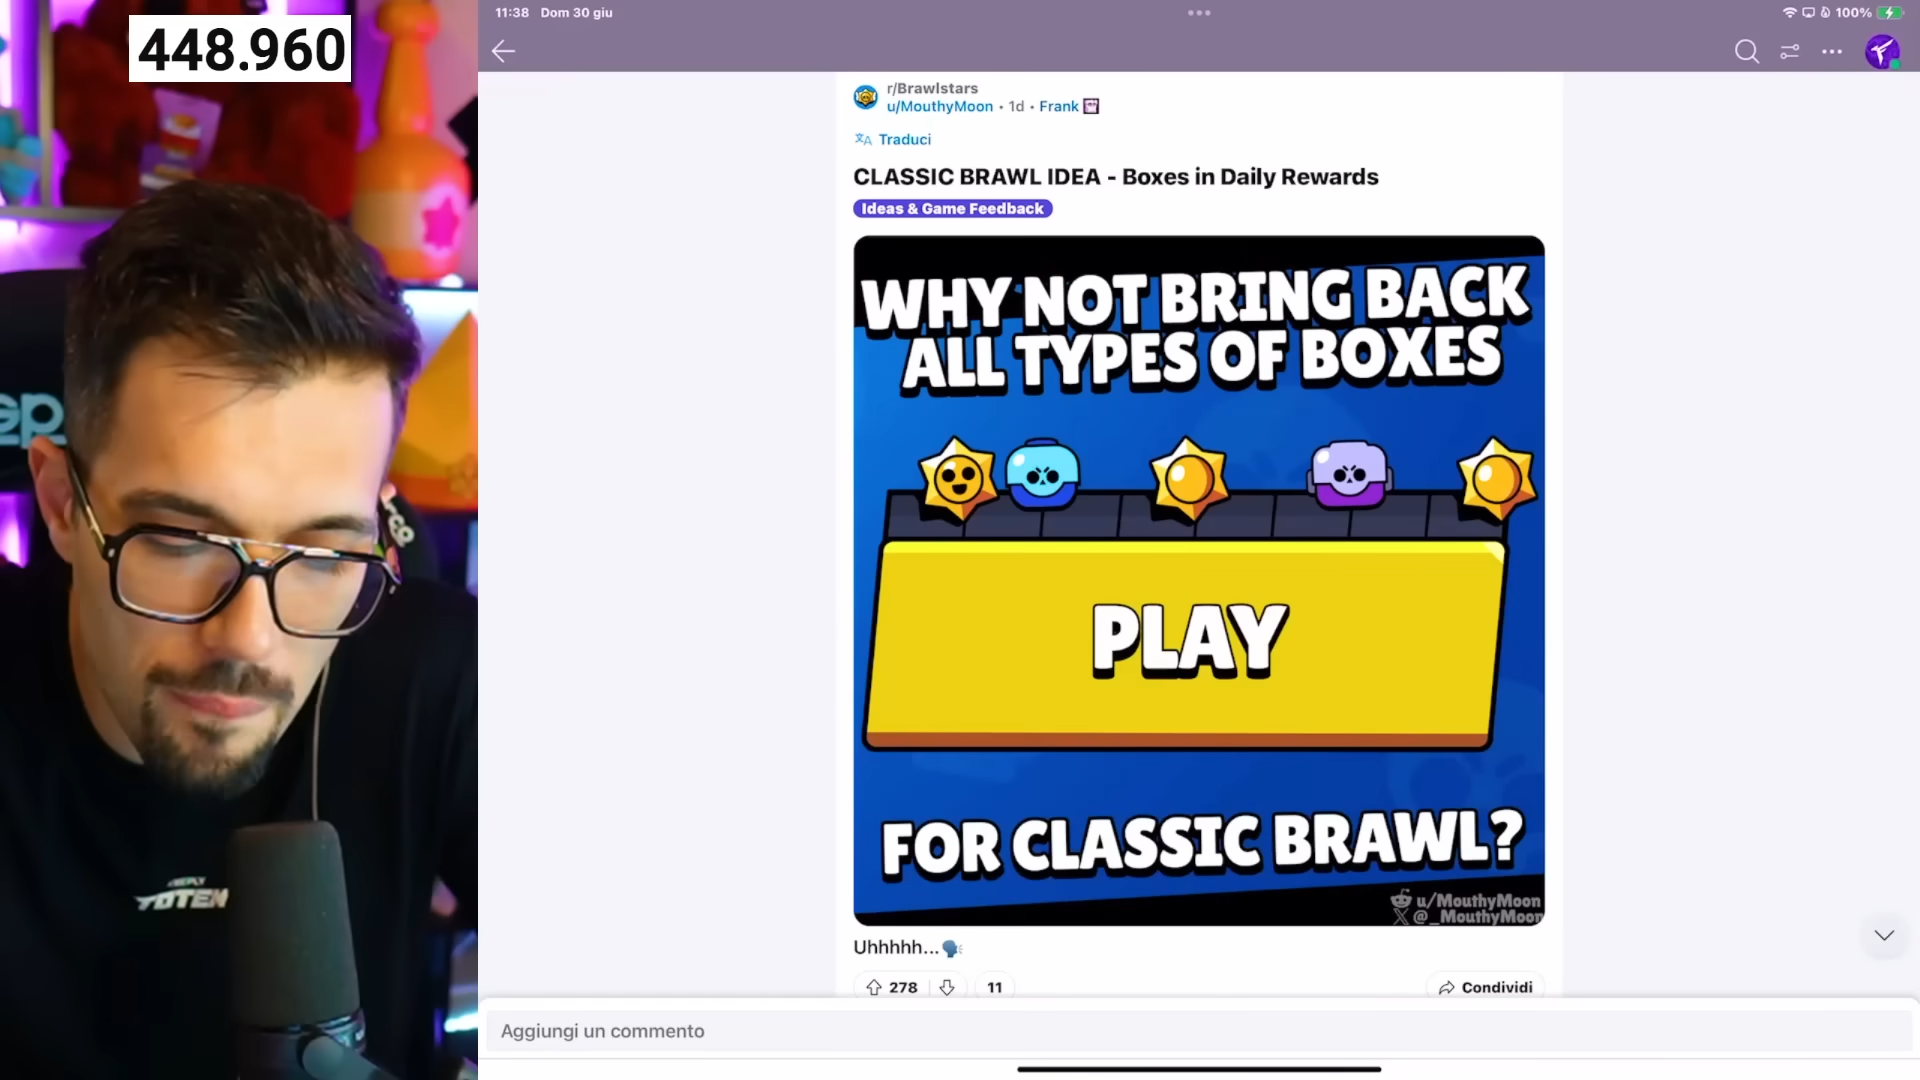 448.960
11:38 Dom 30 giu
100%
r/Brawlstars
u/MouthyMoon • 1d • Frank
Traduci
CLASSIC BRAWL IDEA - Boxes in Daily Rewards
Ideas & Game Feedback
WHY NOT BRING BACK
ALL TYPES OF BOXES
PLAY
FOR CLASSIC BRAWL?
u/MouthyMoon
@_MouthyMoon
Uhhhhh...
278
11
Condividi
Aggiungi un commento
TOTEM